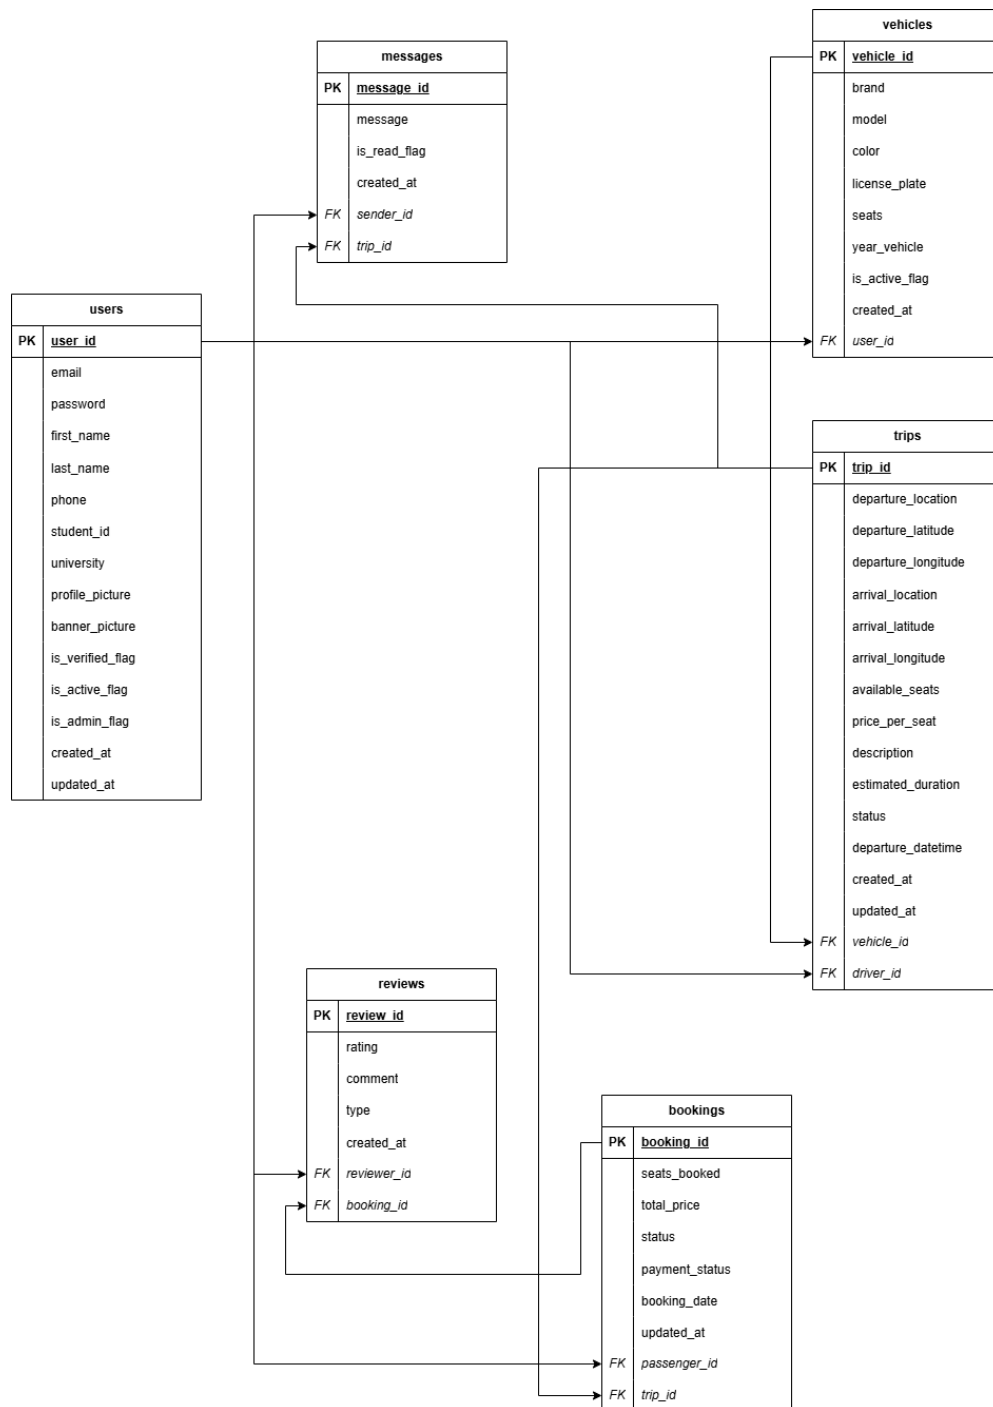 vehicles
PK vehicle_id
brand
model
color
license_plate
seats
year_vehicle
is_active_flag
created_at
FK user_id
messages
PK message_id
message
is_read_flag
created_at
FK sender_id
FK trip_id
users
PK user_id
email
password
first_name
last_name
phone
student_id
university
profile_picture
banner_picture
is_verified_flag
is_active_flag
is_admin_flag
created_at
updated_at
trips
PK trip_id
departure_location
departure_latitude
departure_longitude
arrival_location
arrival_latitude
arrival_longitude
available_seats
price_per_seat
description
estimated_duration
status
departure_datetime
created_at
updated_at
FK vehicle_id
FK driver_id
reviews
PK review_id
rating
comment
type
created_at
FK reviewer_id
FK booking_id
bookings
PK booking_id
seats_booked
total_price
status
payment_status
booking_date
updated_at
FK passenger_id
FK trip_id